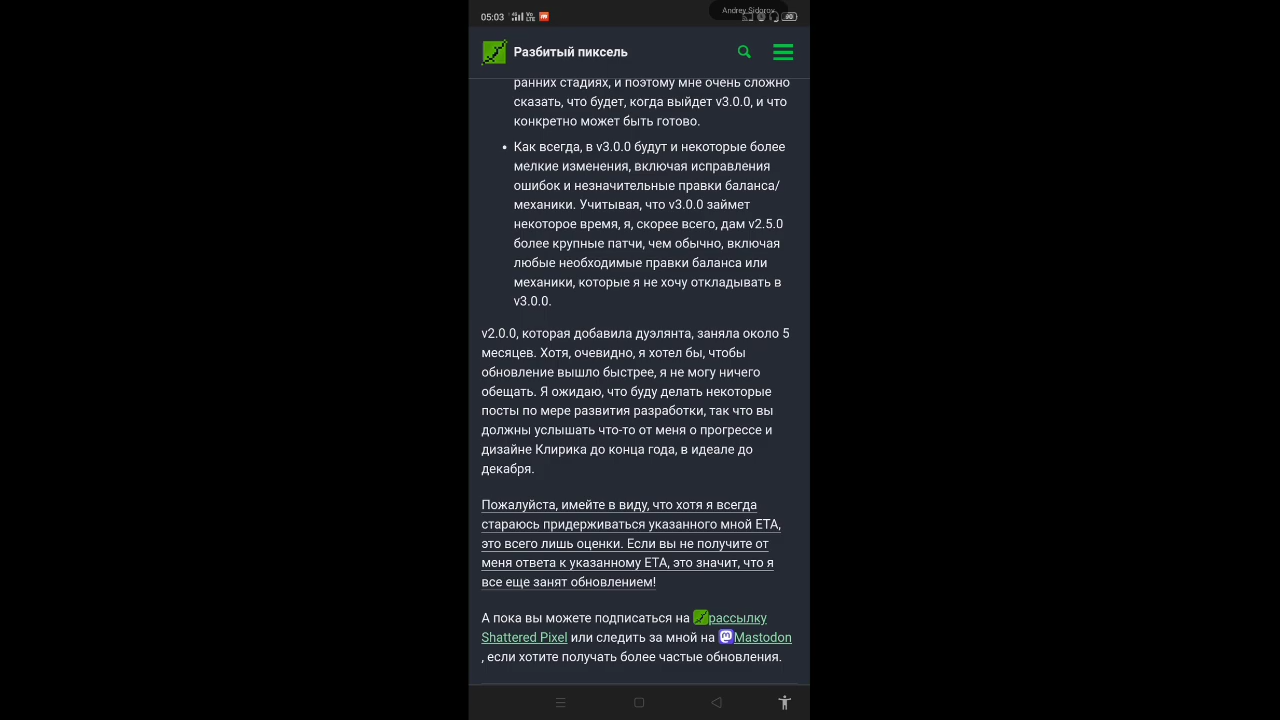 Andrey Sidorov
05:03
Разбитый пиксель
ранних стадиях, и поэтому мне очень сложно
сказать, что будет, когда выйдет v3.0.0, и что
конкретно может быть готово.
• Как всегда, в v3.0.0 будут и некоторые более
мелкие изменения, включая исправления
ошибок и незначительные правки баланса/
механики. Учитывая, что v3.0.0 займет
некоторое время, я, скорее всего, дам v2.5.0
более крупные патчи, чем обычно, включая
любые необходимые правки баланса или
механики, которые я не хочу откладывать в
v3.0.0.
v2.0.0, которая добавила дуэлянта, заняла около 5
месяцев. Хотя, очевидно, я хотел бы, чтобы
обновление вышло быстрее, я не могу ничего
обещать. Я ожидаю, что буду делать некоторые
посты по мере развития разработки, так что вы
должны услышать что-то от меня о прогрессе и
дизайне Клирика до конца года, в идеале до
декабря.
Пожалуйста, имейте в виду, что хотя я всегда
стараюсь придерживаться указанного мной ETA,
это всего лишь оценки. Если вы не получите от
меня ответа к указанному ETA, это значит, что я
все еще занят обновлением!
А пока вы можете подписаться на рассылку
Shattered Pixel или следить за мной на Mastodon
, если хотите получать более частые обновления.